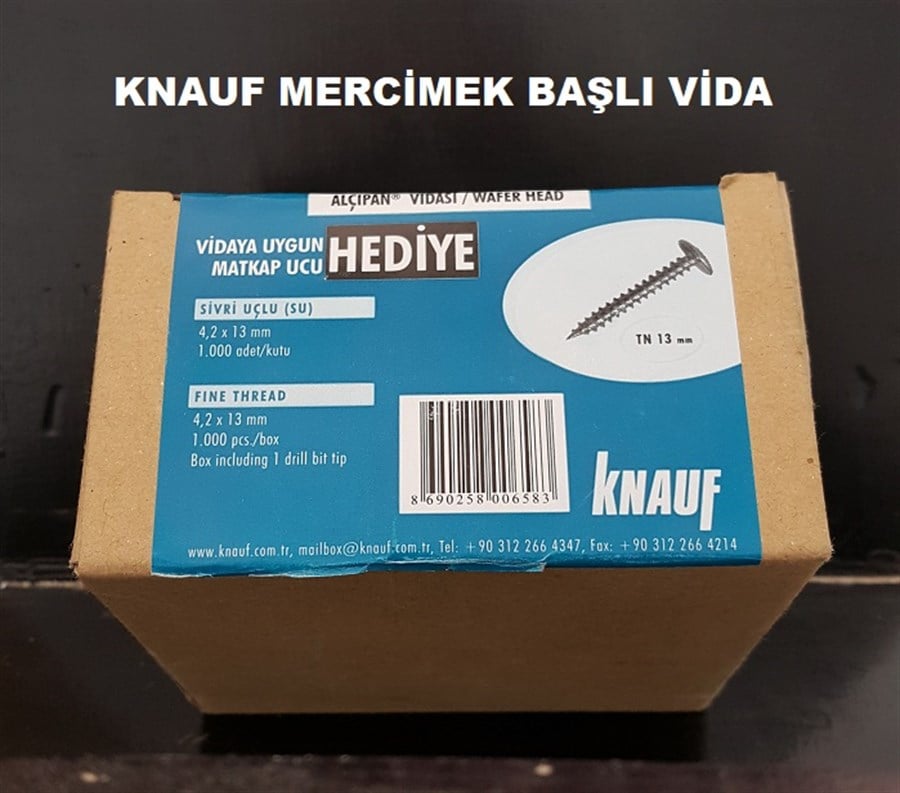 KNAUF MERCİMEK BAŞLI VİDA
ALÇIPAN® VIDASI / WAFER HEAD
VİDAYA UYGUN
MATKAP UCU
HEDİYE
SİVRİ UÇLU (SU)
4,2 x 13 mm
1.000 adet/kutu
TN 13 mm
FINE THREAD
4,2 x 13 mm
1.000 pcs./box
Box including 1 drill bit tip
8 690258 006583
KNAUF
www.knauf.com.tr, mailbox@knauf.com.tr, Tel: +90 312 266 4347, Fax: +90 312 266 4214